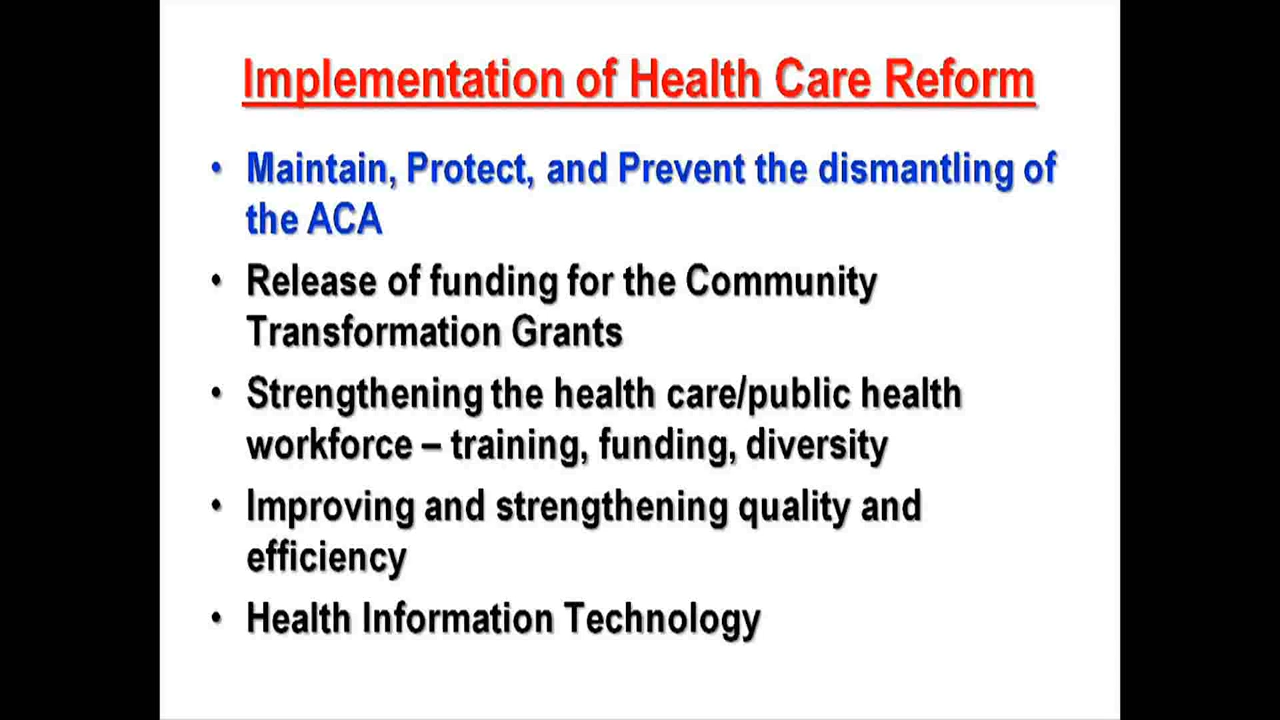 Implementation of Health Care Reform
• Maintain, Protect, and Prevent the dismantling of
the ACA
• Release of funding for the Community
Transformation Grants
• Strengthening the health care/public health
workforce – training, funding, diversity
• Improving and strengthening quality and
efficiency
• Health Information Technology